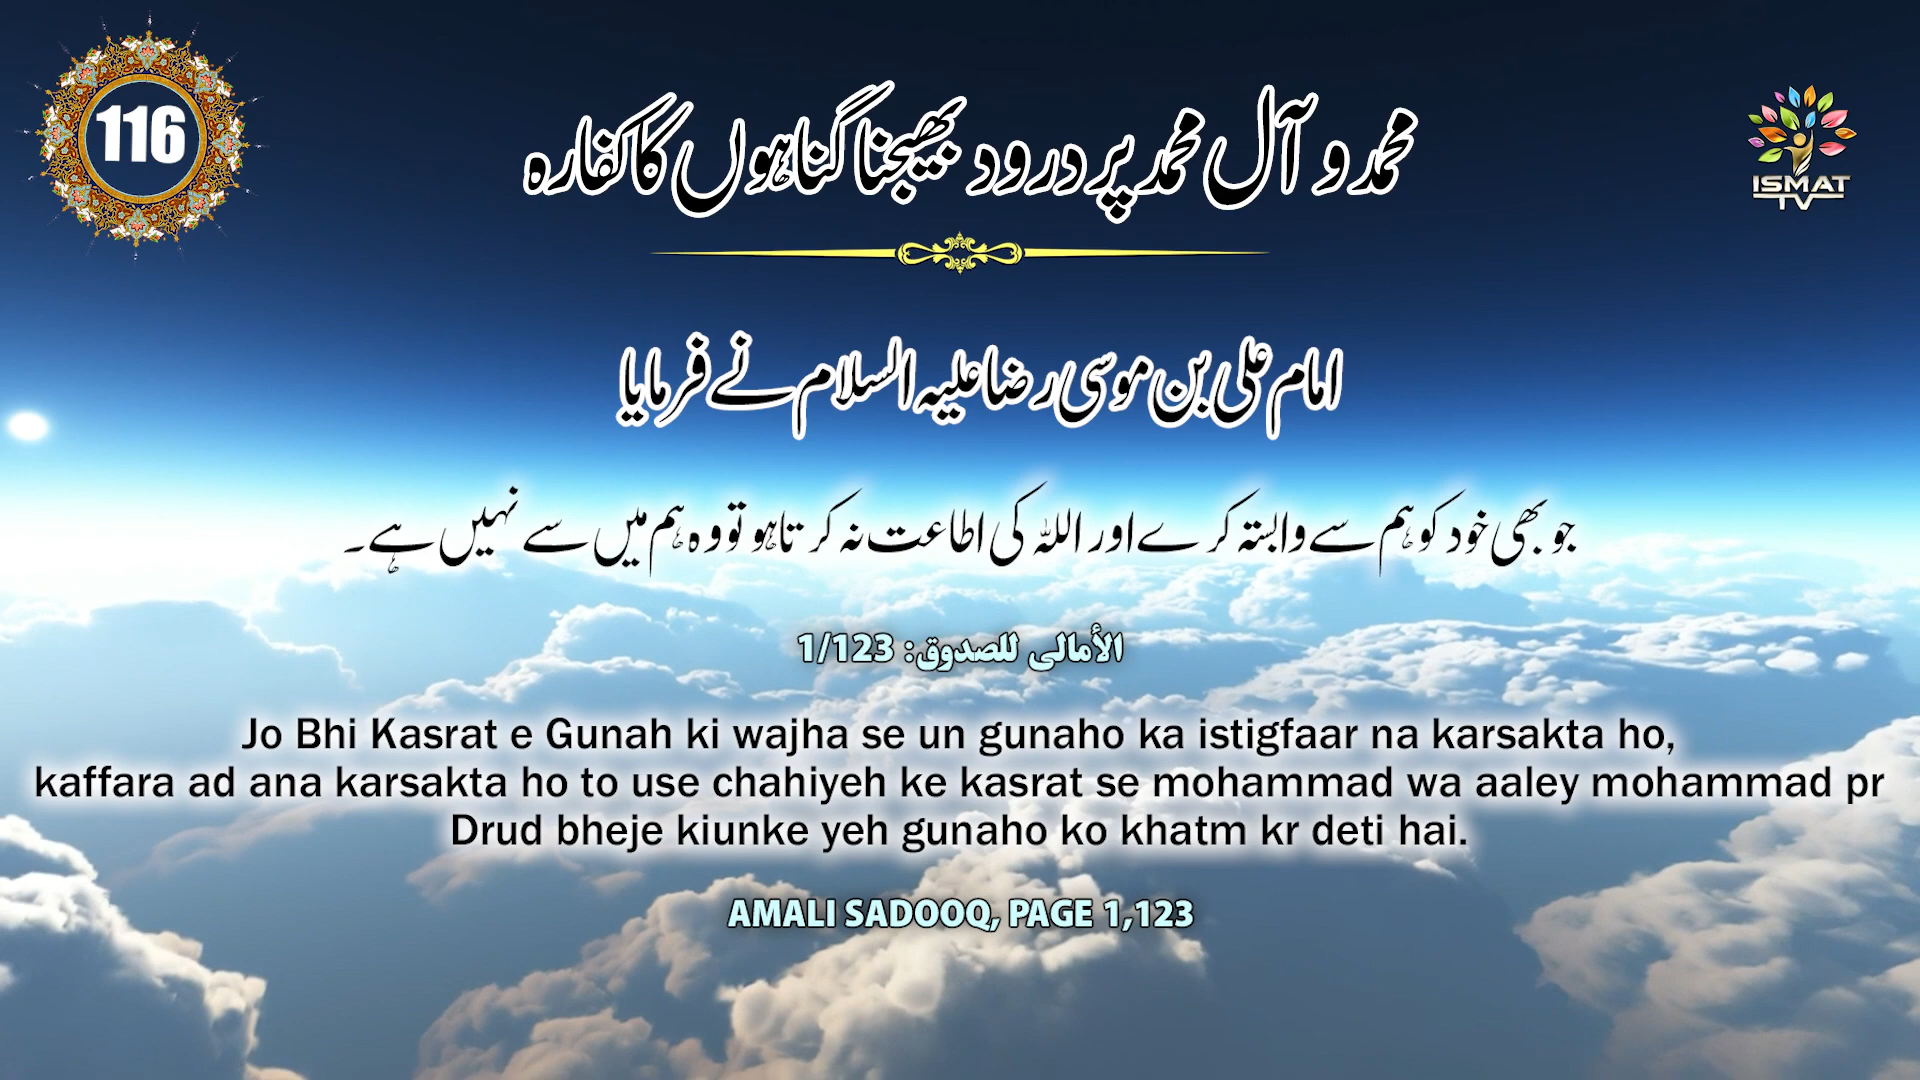 116
محمد و آل محمد پر درود بھیجنا گناہوں کا کفارہ
ISMAT
TV
امام علی بن موسی رضا علیہ السلام نے فرمایا
جو بھی خود کو ہم سے وابستہ کرے اور اللہ کی اطاعت نہ کرتا ہو تو وہ ہم میں سے نہیں ہے۔
الأمالی للصدوق: 1/123
Jo Bhi Kasrat e Gunah ki wajha se un gunaho ka istigfaar na karsakta ho,
kaffara ad ana karsakta ho to use chahiyeh ke kasrat se mohammad wa aaley mohammad pr
Drud bheje kiunke yeh gunaho ko khatm kr deti hai.
AMALI SADOOQ, PAGE 1,123